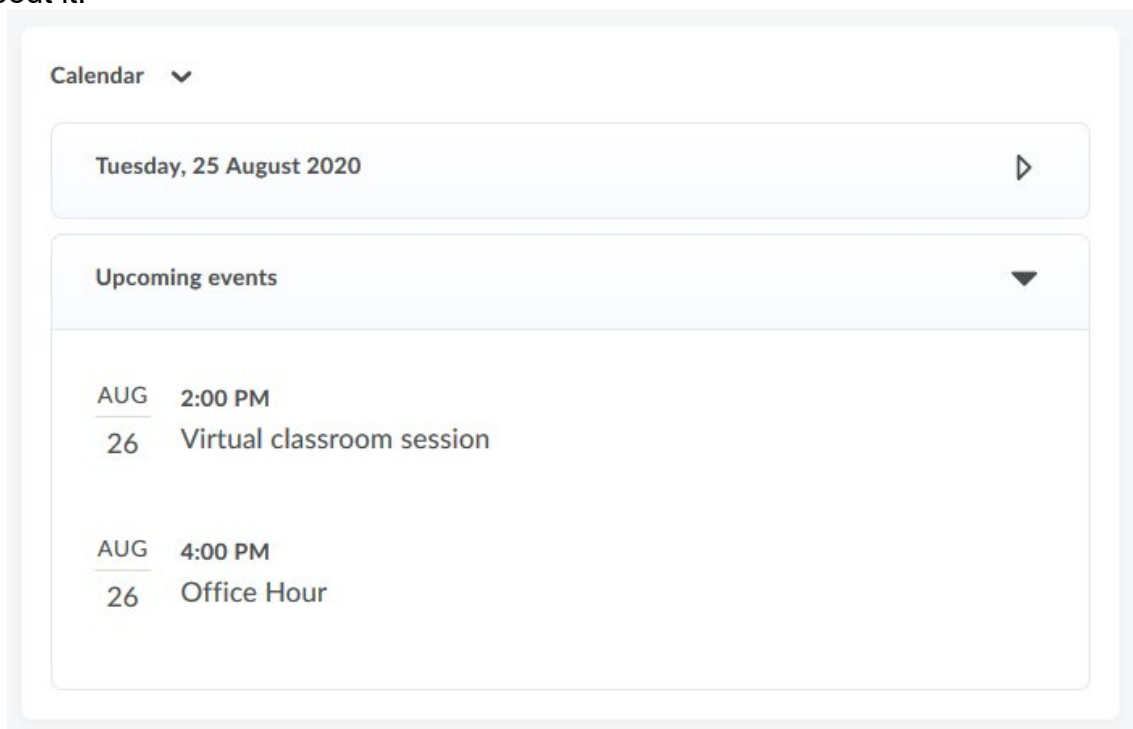 Calendar
Tuesday, 25 August 2020
Upcoming events
AUG
26
2:00 PM
Virtual classroom session
AUG
26
4:00 PM
Office Hour